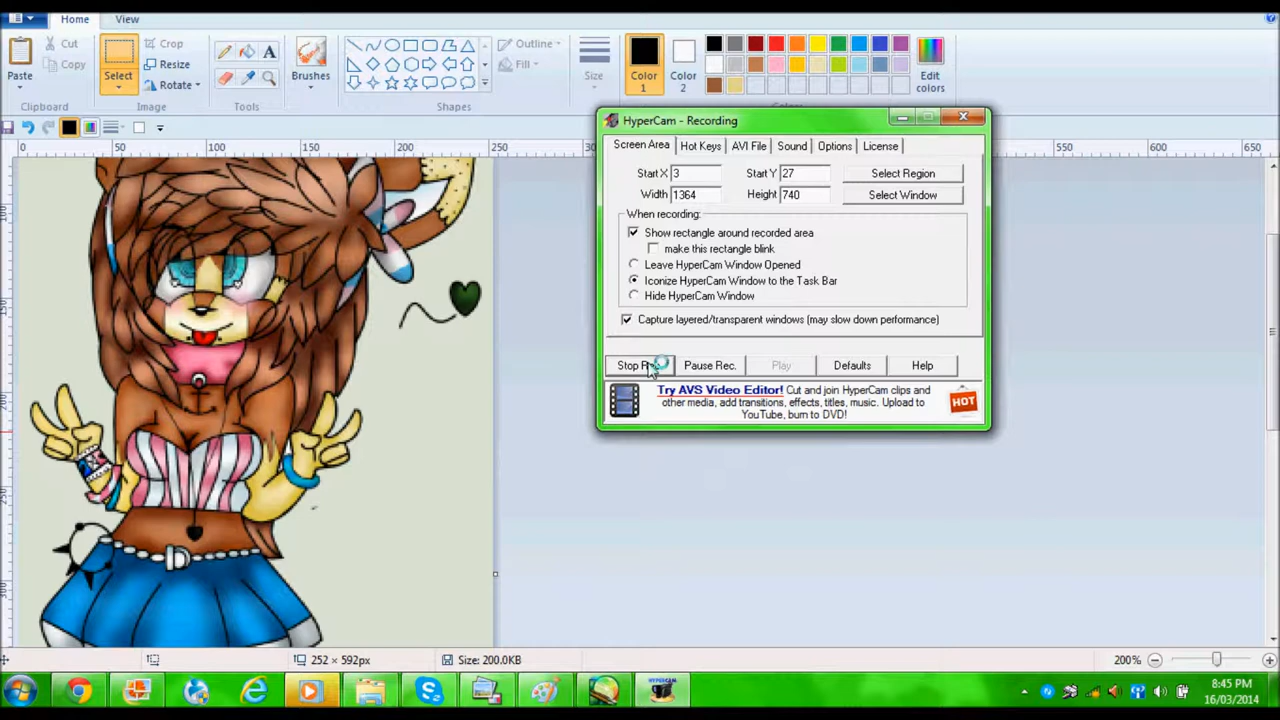 Home View
Cut
Copy
Paste
Clipboard
Select
Crop
Resize
Rotate
Image
A
Tools
Brushes
Outline
Fill
Shapes
Size
Color 1
Color 2
Edit colors
0 50 100 150 200 250 300 550 600 650
HyperCam - Recording
Screen Area Hot Keys AVI File Sound Options License
Start X 3 Start Y 27 Select Region
Width 1364 Height 740 Select Window
When recording:
Show rectangle around recorded area
make this rectangle blink
Leave HyperCam Window Opened
Iconize HyperCam Window to the Task Bar
Hide HyperCam Window
Capture layered/transparent windows (may slow down performance)
Stop Pause Rec. Play Defaults Help
Try AVS Video Editor! Cut and join HyperCam clips and
other media, add transitions, effects, titles, music. Upload to
YouTube, burn to DVD!
HOT
252 × 592px Size: 200.0KB 200%
8:45 PM
16/03/2014